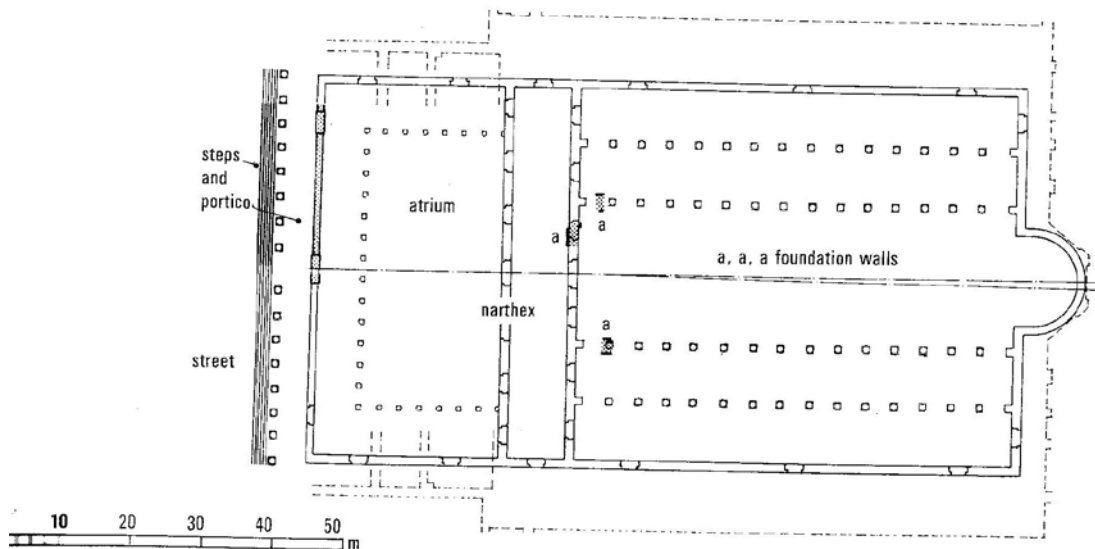 steps
and
portico
atrium
a
a
a, a, a foundation walls
narthex
a
street
10 20 30 40 50
m